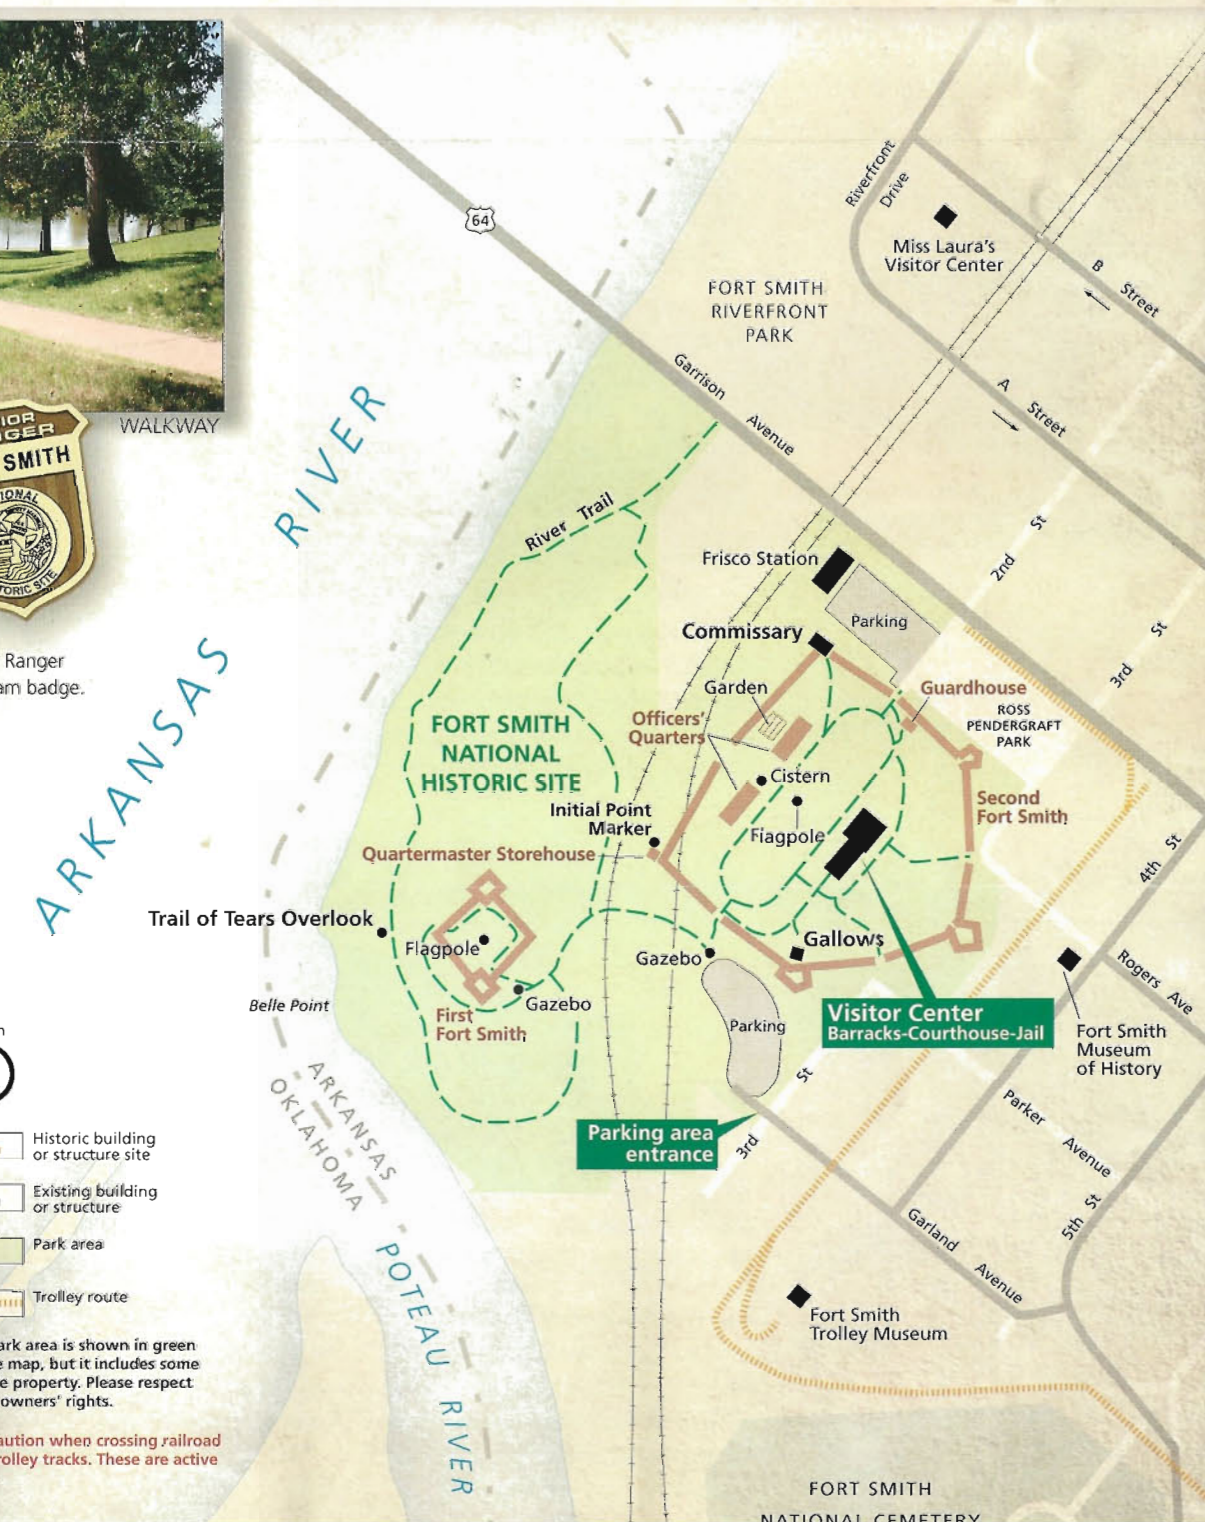 WALKWAY
IOR
GER
SMITH
IONAL
TORIC SITE
Ranger
am badge.
64
Riverfront
Drive
Miss Laura's
Visitor Center
B Street
A Street
FORT SMITH
RIVERFRONT
PARK
Garrison Avenue
ARKANSAS RIVER
River Trail
2nd St
3rd St
Frisco Station
Parking
Commissary
Garden
Guardhouse
ROSS
PENDERGRAFT
PARK
Officers'
Quarters
FORT SMITH
NATIONAL
HISTORIC SITE
Cistern
Initial Point
Marker
Flagpole
Second
Fort Smith
Quartermaster Storehouse
4th St
Trail of Tears Overlook
Flagpole
Gallows
Gazebo
Rogers Ave
Belle Point
Gazebo
First
Fort Smith
Parking
Visitor Center
Barracks-Courthouse-Jail
Fort Smith
Museum
of History
ARKANSAS
OKLAHOMA
3rd St
Parking area
entrance
Parker Avenue
5th St
Garland Avenue
POTEAU RIVER
Fort Smith
Trolley Museum
Historic building
or structure site
Existing building
or structure
Park area
Trolley route
ark area is shown in green
e map, but it includes some
e property. Please respect
owners' rights.
aution when crossing railroad
rolley tracks. These are active
FORT SMITH
NATIONAL CEMETERY